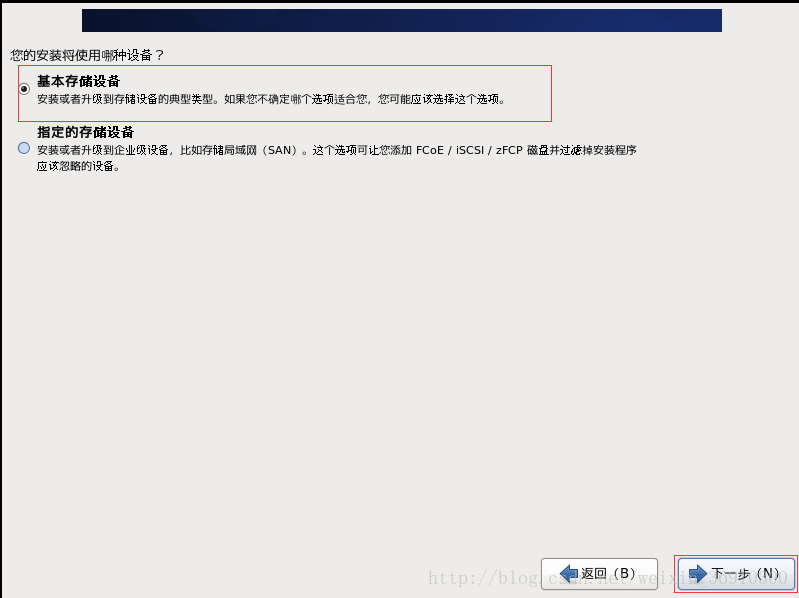 您的安装将使用哪种设备？
基本存储设备
安装或者升级到存储设备的典型类型。如果您不确定哪个选项适合您，您可能应该选择这个选项。
指定的存储设备
安装或者升级到企业级设备，比如存储局域网（SAN）。这个选项可让您添加 FCoE / iSCSI / zFCP 磁盘并过滤掉安装程序
应该忽略的设备。
返回（B）
下一步（N）